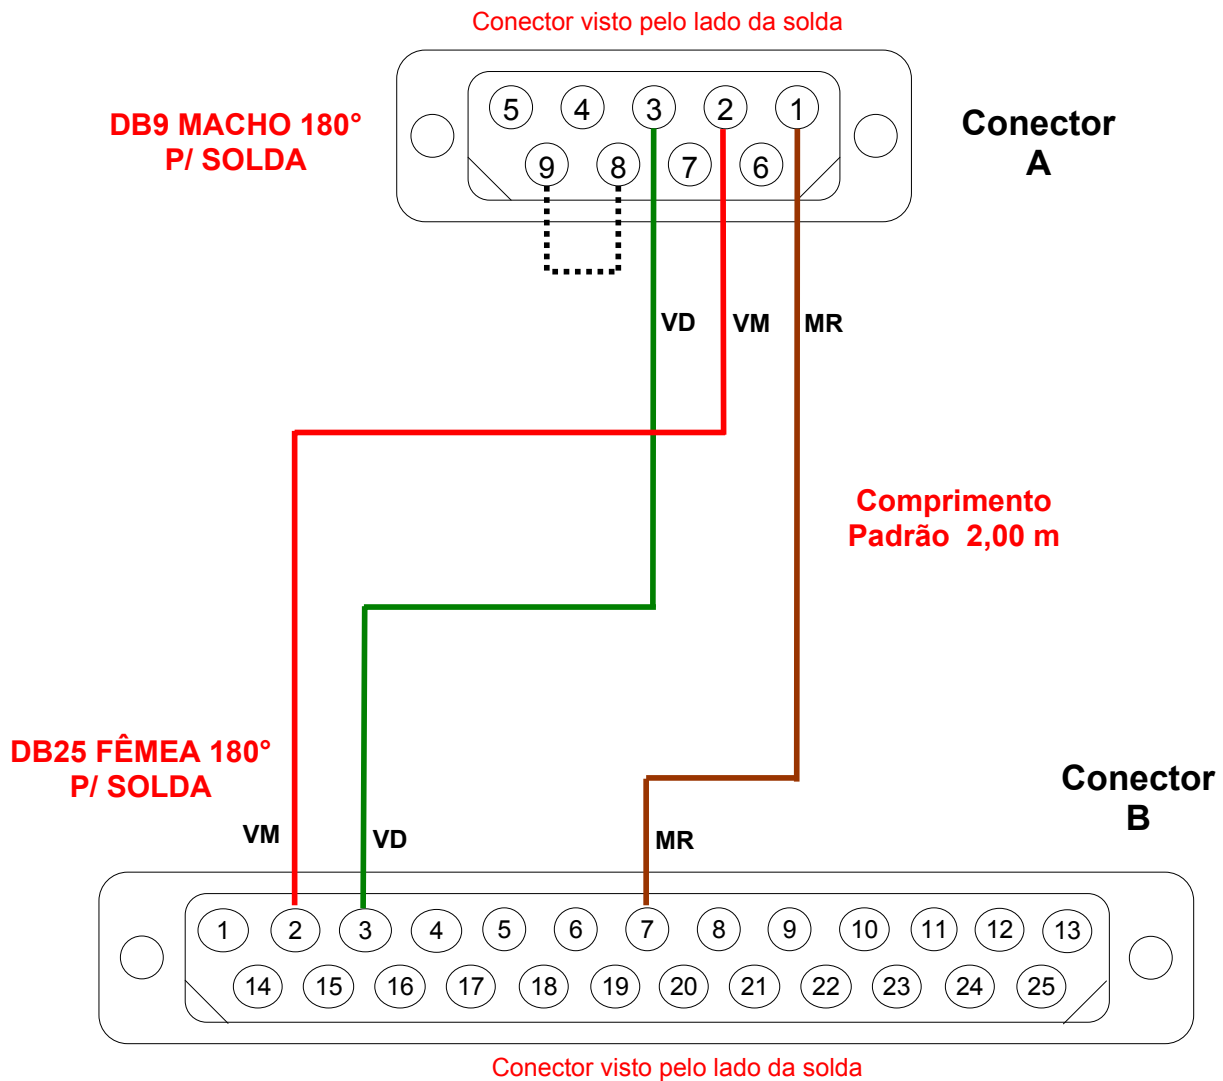 Conector visto pelo lado da solda
DB9 MACHO 180°
P/ SOLDA
5 4 3 2 1
9 8 7 6
Conector
A
VD VM MR
Comprimento
Padrão 2,00 m
DB25 FÊMEA 180°
P/ SOLDA
Conector
B
VM VD MR
1 2 3 4 5 6 7 8 9 10 11 12 13
14 15 16 17 18 19 20 21 22 23 24 25
Conector visto pelo lado da solda